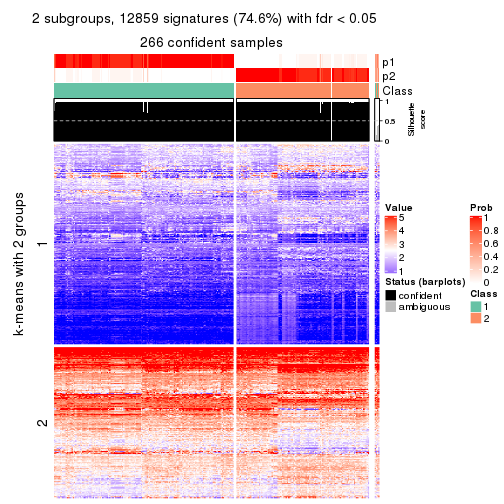 2 subgroups, 12859 signatures (74.6%) with fdr < 0.05
266 confident samples
p1
p2
Class
1
0.5
0
Silhouette
score
k-means with 2 groups
1
2
Value
5
4
3
2
1
Status (barplots)
confident
ambiguous
Prob
1
0.8
0.6
0.4
0.2
0
Class
1
2